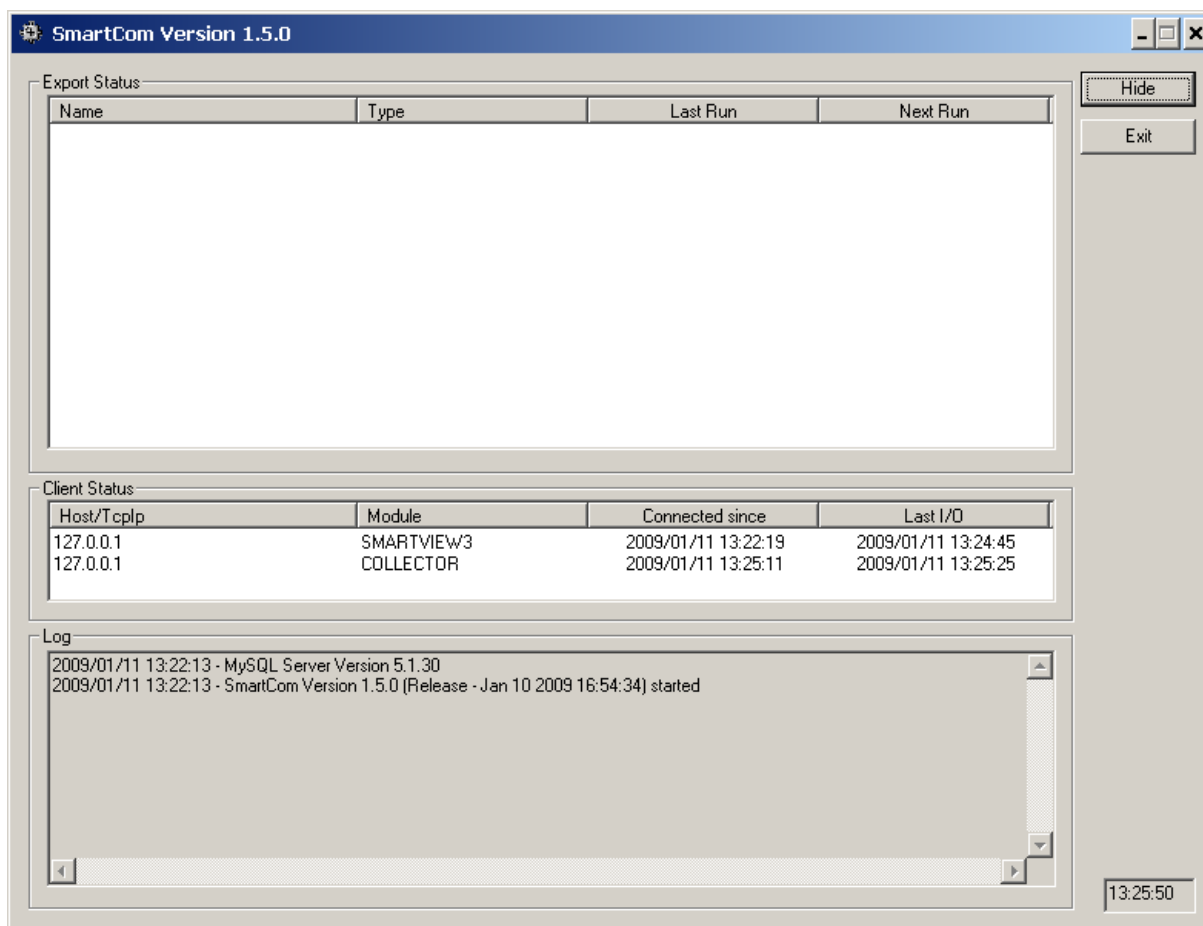 SmartCom Version 1.5.0
Export Status
Name Type Last Run Next Run
Hide
Exit
Client Status
Host/TcpIp Module Connected since Last I/O
127.0.0.1 SMARTVIEW3 2009/01/11 13:22:19 2009/01/11 13:24:45
127.0.0.1 COLLECTOR 2009/01/11 13:25:11 2009/01/11 13:25:25
Log
2009/01/11 13:22:13 - MySQL Server Version 5.1.30
2009/01/11 13:22:13 - SmartCom Version 1.5.0 (Release - Jan 10 2009 16:54:34) started
13:25:50